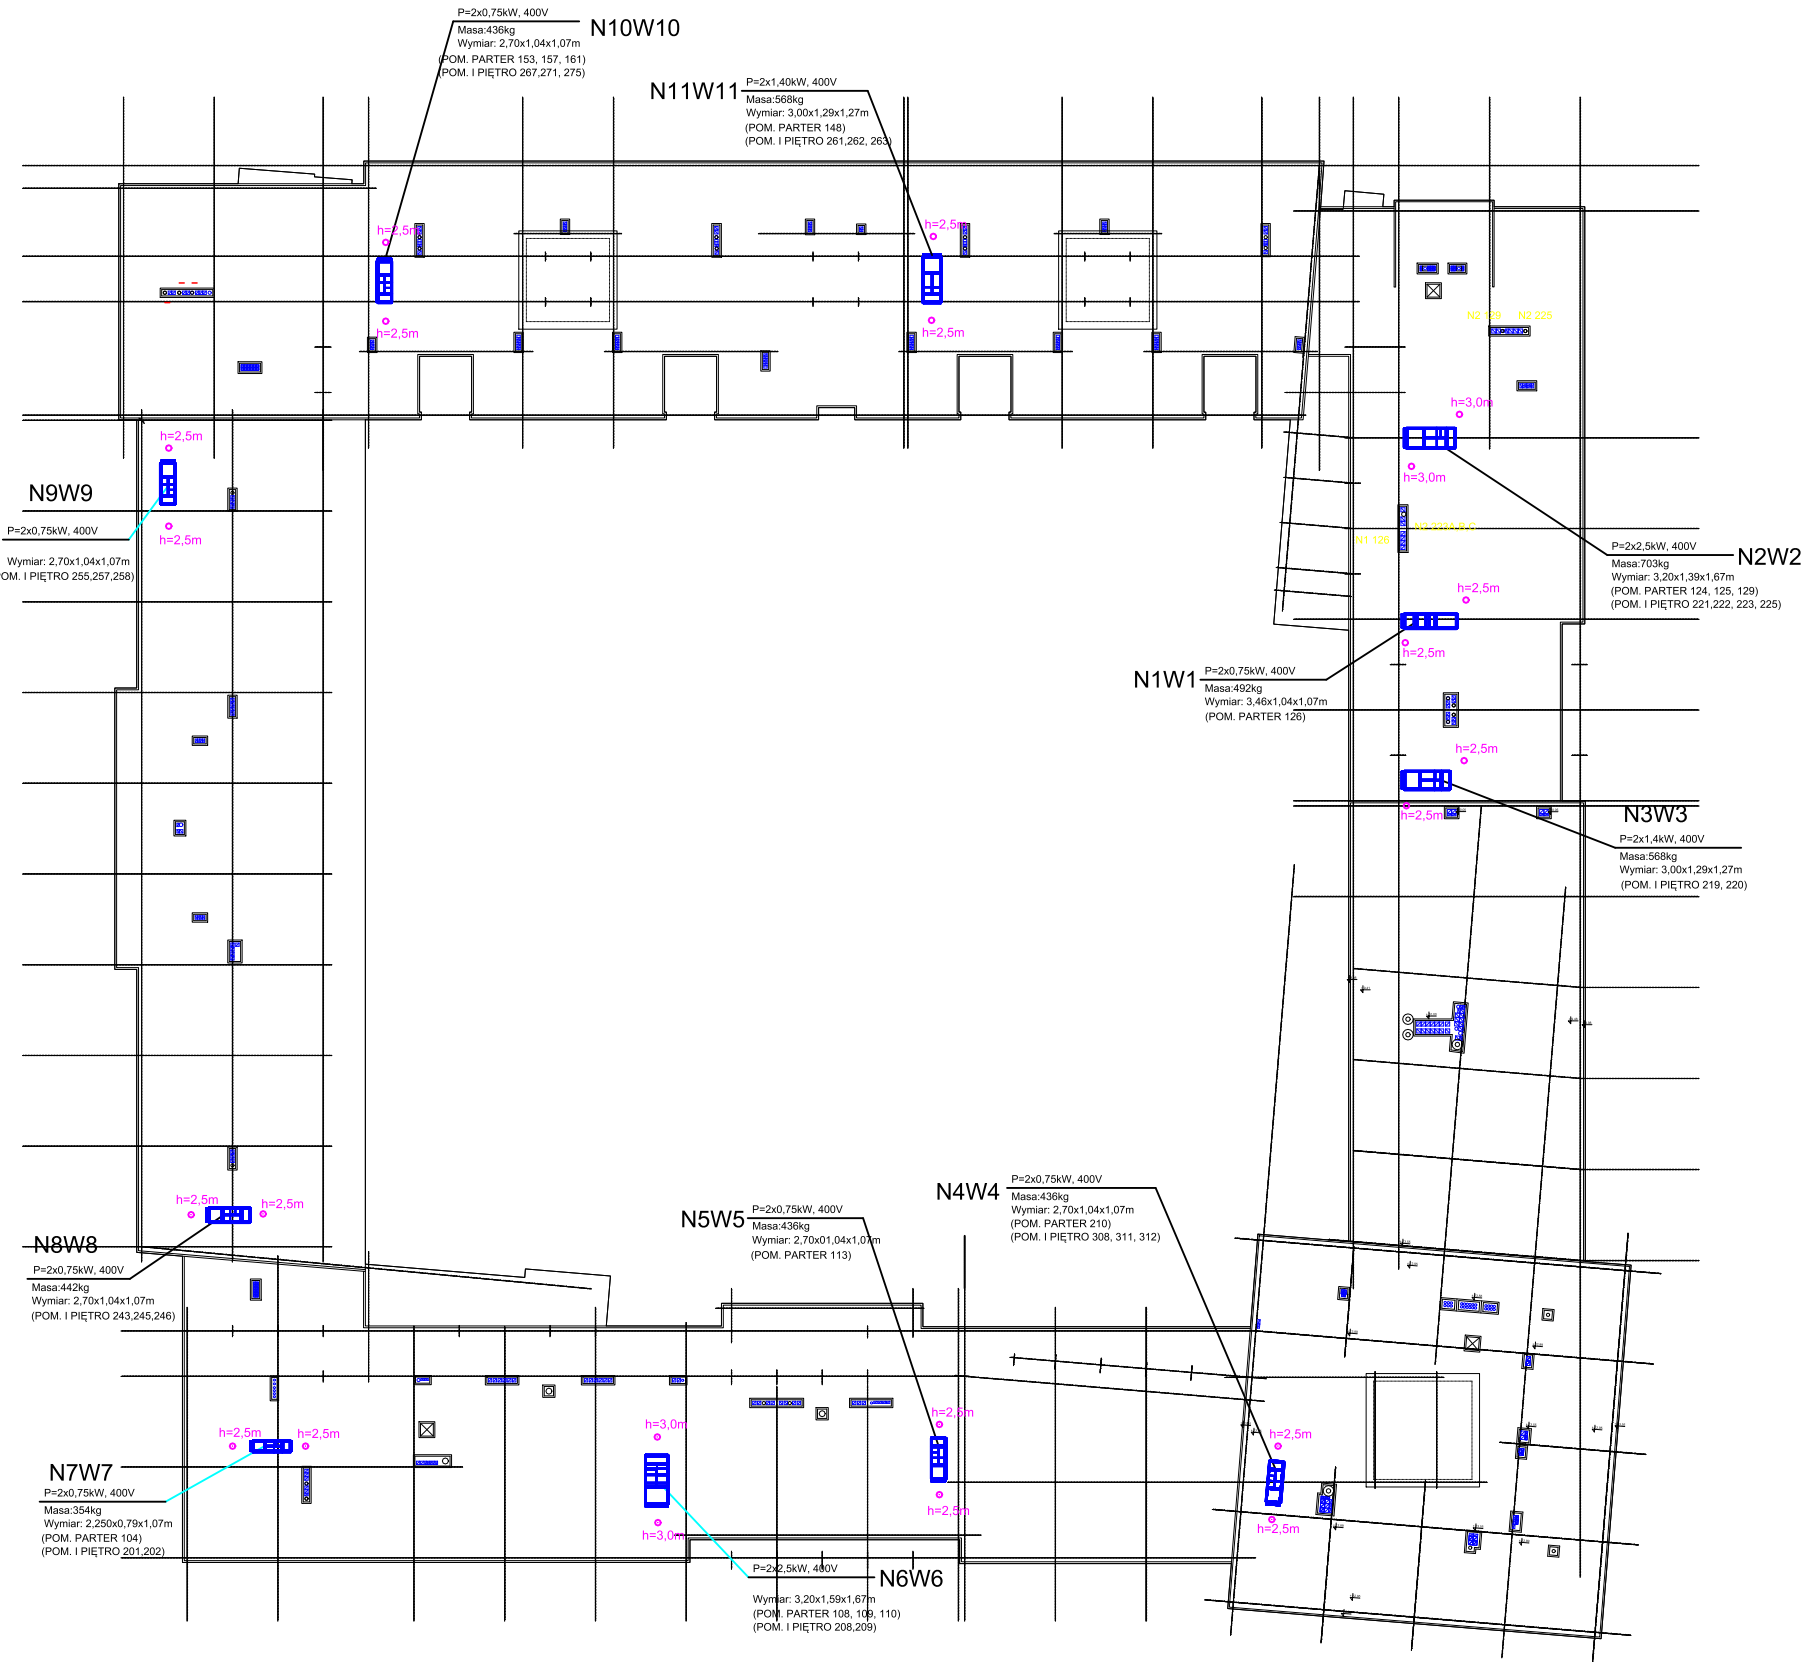 P=2x0,75kW, 400V
N10W10
Masa:436kg
Wymiar: 2,70x1,04x1,07m
(POM. PARTER 153, 157, 161)
(POM. I PIĘTRO 267,271, 275)
N11W11
P=2x1,40kW, 400V
Masa:568kg
Wymiar: 3,00x1,29x1,27m
(POM. PARTER 148)
(POM. I PIĘTRO 261,262, 263)
h=2,5m
h=2,5m
h=2,5m
h=2,5m
N2 225
h=3,0m
h=3,0m
h=2,5m
N9W9
P=2x0,75kW, 400V
h=2,5m
Wymiar: 2,70x1,04x1,07m
OM. I PIĘTRO 255,257,258)
N1 126
P=2x2,5kW, 400V
N2W2
Masa:703kg
Wymiar: 3,20x1,39x1,67m
(POM. PARTER 124, 125, 129)
(POM. I PIĘTRO 221,222, 223, 225)
h=2,5m
h=2,5m
N1W1
P=2x0,75kW, 400V
Masa:492kg
Wymiar: 3,46x1,04x1,07m
(POM. PARTER 126)
h=2,5m
h=2,5m
N3W3
P=2x1,4kW, 400V
Masa:568kg
Wymiar: 3,00x1,29x1,27m
(POM. I PIĘTRO 219, 220)
h=2,5m
h=2,5m
N8W8
P=2x0,75kW, 400V
Masa:442kg
Wymiar: 2,70x1,04x1,07m
(POM. I PIĘTRO 243,245,246)
N5W5
P=2x0,75kW, 400V
Masa:436kg
Wymiar: 2,70x01,04x1,07m
(POM. PARTER 113)
N4W4
P=2x0,75kW, 400V
Masa:436kg
Wymiar: 2,70x1,04x1,07m
(POM. PARTER 210)
(POM. I PIĘTRO 308, 311, 312)
h=2,5m
h=2,5m
h=3,0m
h=2,5m
h=2,5m
N7W7
P=2x0,75kW, 400V
Masa:354kg
Wymiar: 2,250x0,79x1,07m
(POM. PARTER 104)
(POM. I PIĘTRO 201,202)
h=3,0m
h=2,5m
h=2,5m
P=2x2,5kW, 400V
N6W6
Wymiar: 3,20x1,59x1,67m
(POM. PARTER 108, 109, 110)
(POM. I PIĘTRO 208,209)